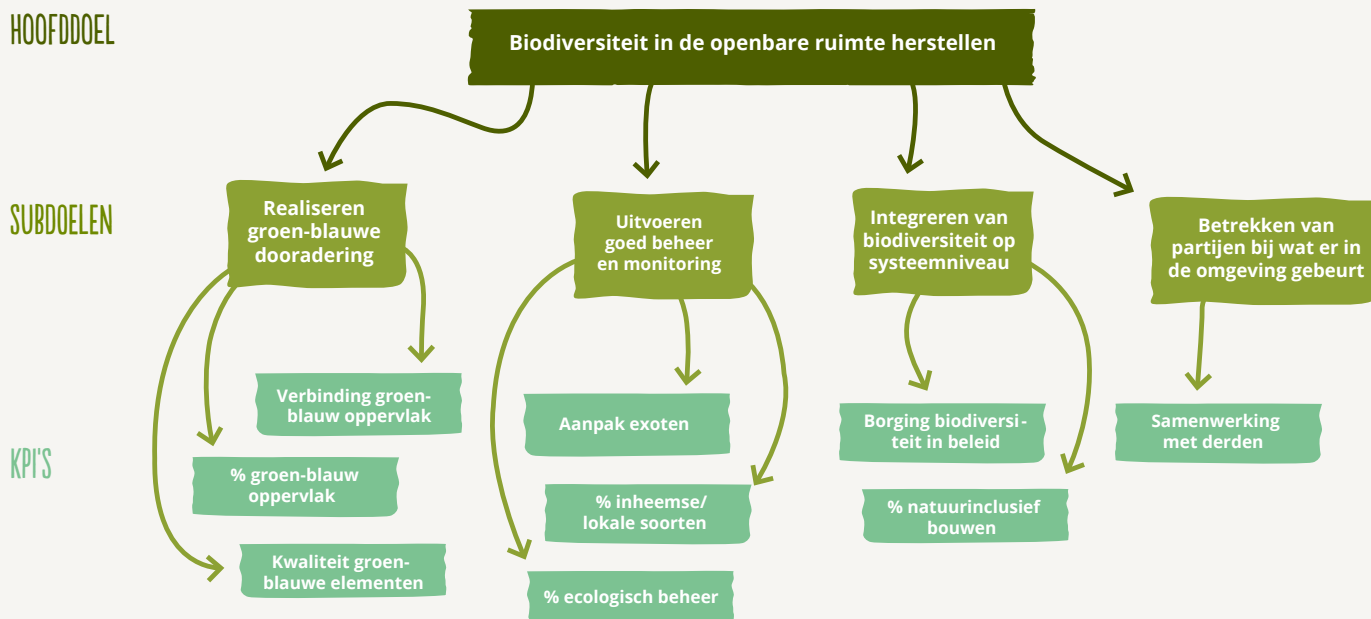 HOOFDDOEL
Biodiversiteit in de openbare ruimte herstellen
SUBDOELEN
Realiseren
groen-blauwe
dooradering
Uitvoeren
goed beheer
en monitoring
Integreren van
biodiversiteit op
systeemniveau
Betrekken van
partijen bij wat er in
de omgeving gebeurt
KPI'S
Verbinding groen-
blauw oppervlak
% groen-blauw
oppervlak
Kwaliteit groen-
blauwe elementen
Aanpak exoten
% inheemse/
lokale soorten
% ecologisch beheer
Borging biodiversi-
teit in beleid
% natuurinclusief
bouwen
Samenwerking
met derden